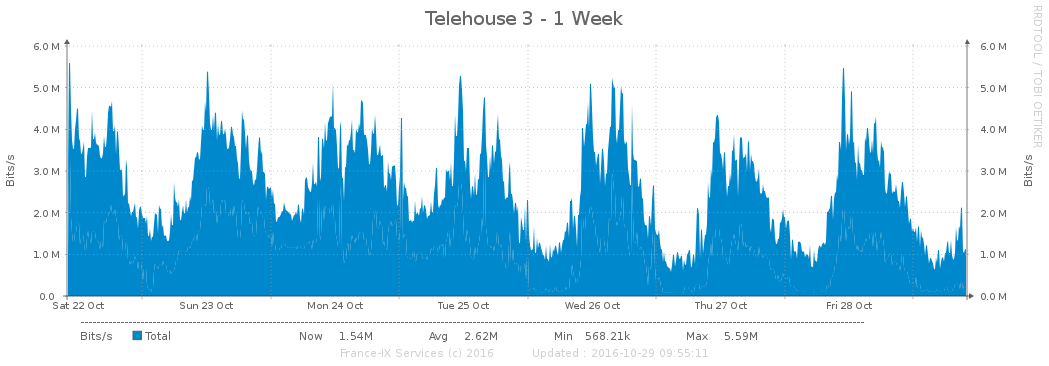 Telehouse 3 - 1 Week
RRDTOOL / TOBI OETIKER
Bits/s
6.0 M
5.0 M
4.0 M
3.0 M
2.0 M
1.0 M
0.0
6.0 M
5.0 M
4.0 M
3.0 M
2.0 M
1.0 M
0.0 M
Bits/s
Sat 22 Oct Sun 23 Oct Mon 24 Oct Tue 25 Oct Wed 26 Oct Thu 27 Oct Fri 28 Oct
Bits/s Total Now 1.54M Avg 2.62M Min 568.21k Max 5.59M
France-IX Services (c) 2016 Updated : 2016-10-29 09:55:11